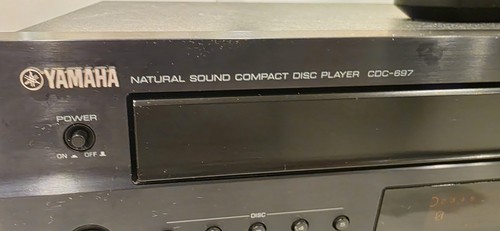 YAMAHA NATURAL SOUND COMPACT DISC PLAYER CDC-697
POWER
ON OFF
DISC